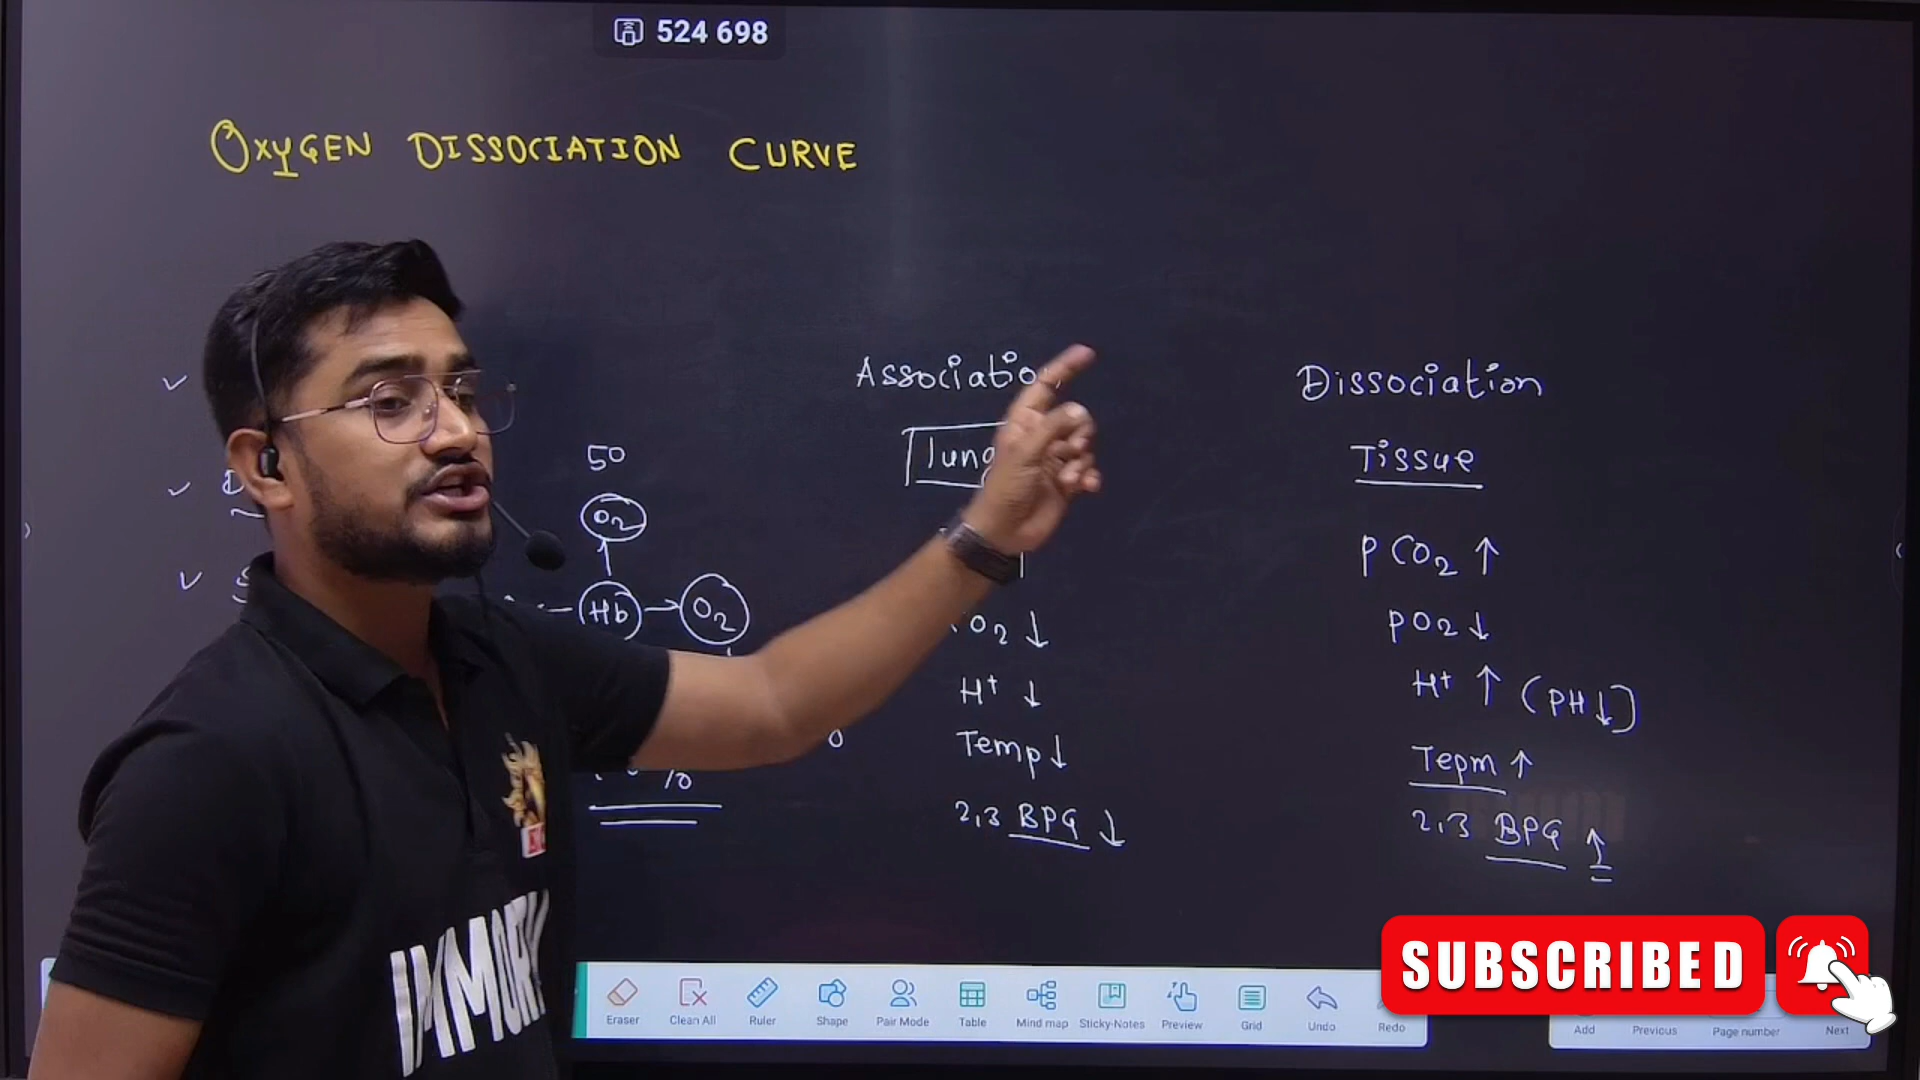 524 698
OXYGEN DISSOCIATION CURVE
Association
Dissociation
lung
Tissue
50
O2
Hb
O2
pCO2 ↑
O2 ↓
pO2 ↓
H+ ↓
H+ ↑ (PH↓)
Temp↓
Tepm ↑
%
2,3 BPG ↓
2,3 BPG ↑
IMMORT
SUBSCRIBED
Eraser
Clean All
Ruler
Shape
Pair Mode
Table
Mind map
Sticky-Notes
Preview
Grid
Undo
Redo
Add
Previous
Page number
Next